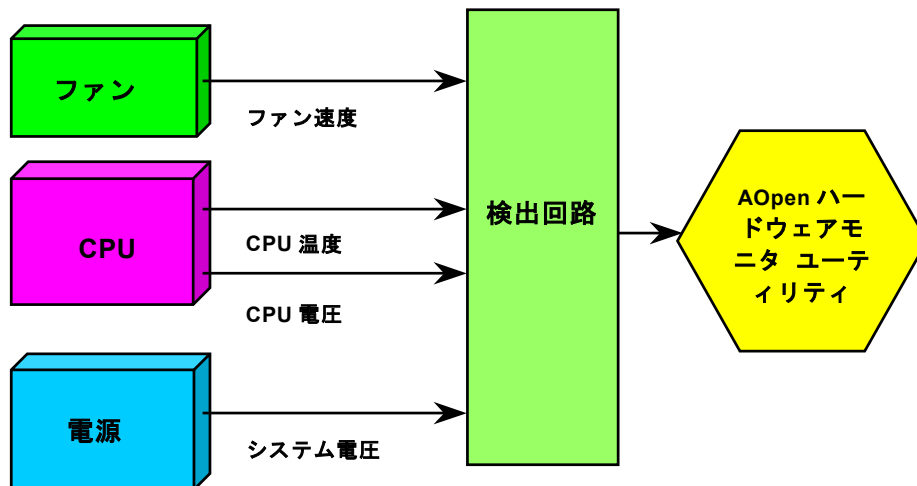 ファン
ファン速度
CPU
CPU 温度
CPU 電圧
電源
システム電圧
検出回路
AOpen ハー
ドウェアモ
ニタ ユーテ
ィリティ